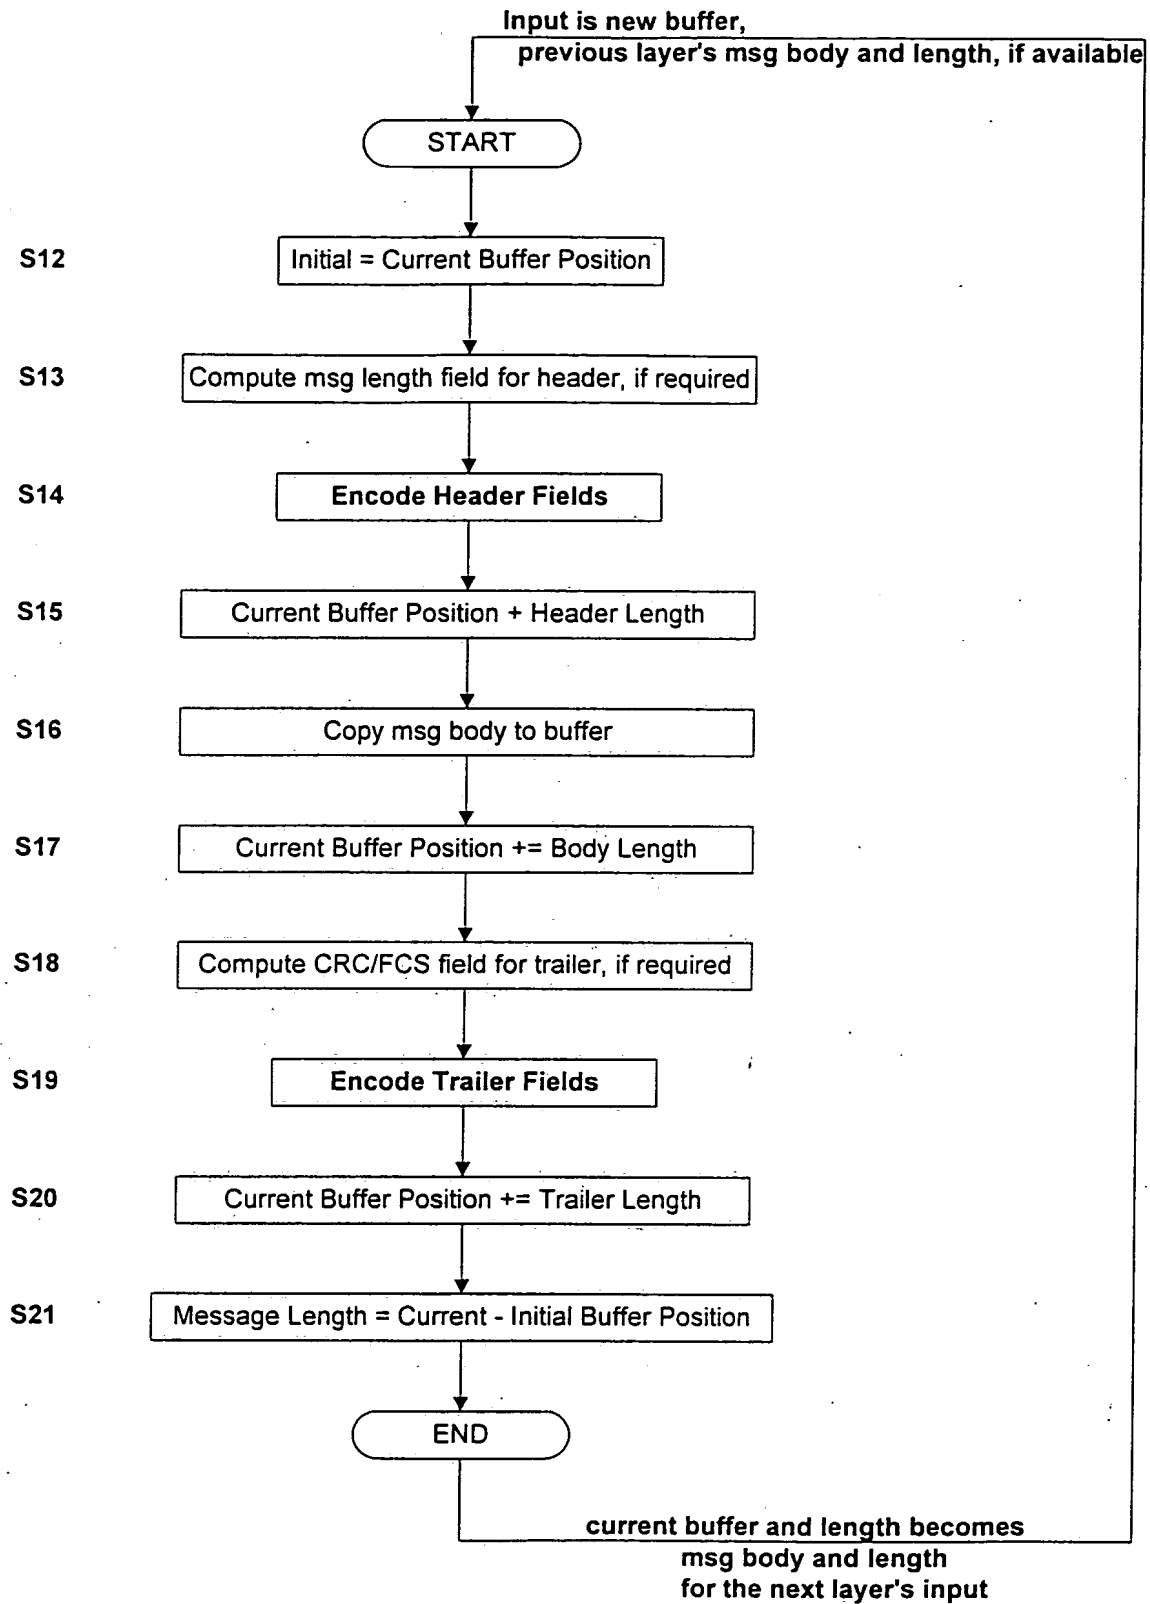 Input is new buffer,
previous layer's msg body and length, if available
START
S12
Initial = Current Buffer Position
S13
Compute msg length field for header, if required
S14
Encode Header Fields
S15
Current Buffer Position + Header Length
S16
Copy msg body to buffer
S17
Current Buffer Position += Body Length
S18
Compute CRC/FCS field for trailer, if required
S19
Encode Trailer Fields
S20
Current Buffer Position += Trailer Length
S21
Message Length = Current - Initial Buffer Position
END
current buffer and length becomes
msg body and length
for the next layer's input